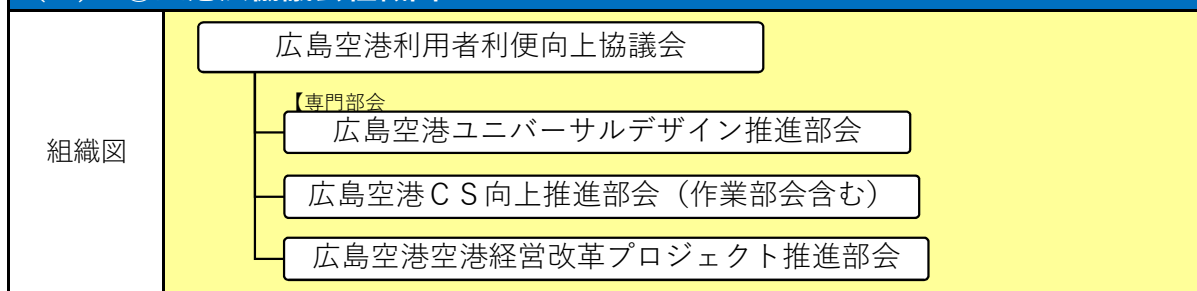 広島空港利用者利便向上協議会
【専門部会
広島空港ユニバーサルデザイン推進部会
組織図
広島空港ＣＳ向上推進部会（作業部会含む）
広島空港空港経営改革プロジェクト推進部会